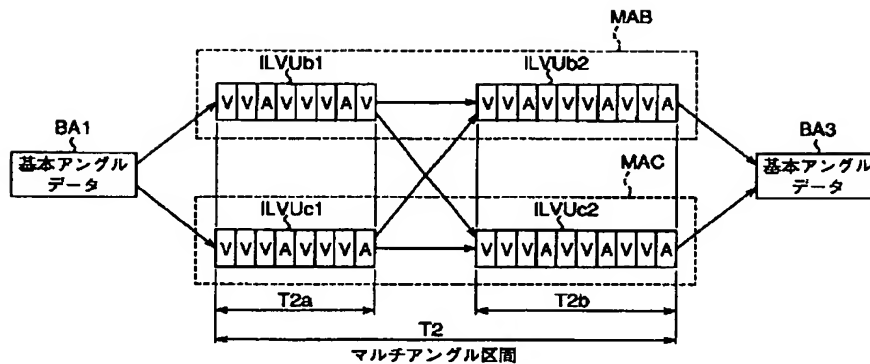 MAB
ILVUb1
ILVUb2
V V A V V V A V
V V A V V V A V V A
BA1
基本アングル
データ
BA3
基本アングル
データ
MAC
ILVUc1
ILVUc2
V V V A V V V A
V V V A V V A V V A
T2a
T2b
T2
マルチアングル区間